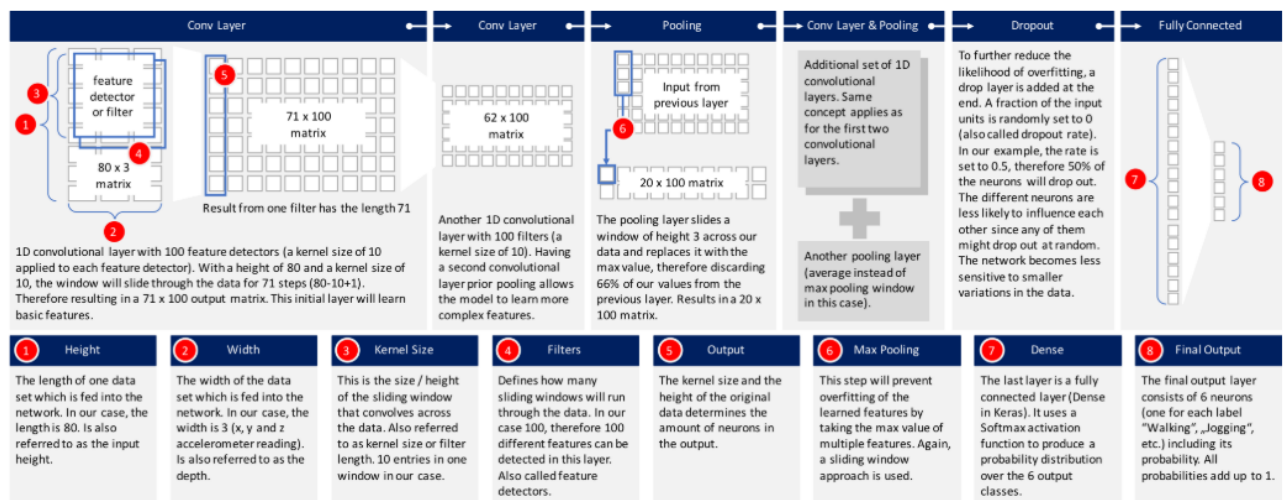 Conv Layer
Conv Layer
Pooling
Conv Layer & Pooling
Dropout
Fully Connected
3
1
feature
detector
or filter
4
80 x 3
matrix
2
5
71 x 100
matrix
Result from one filter has the length 71
1D convolutional layer with 100 feature detectors (a kernel size of 10
applied to each feature detector). With a height of 80 and a kernel size of
10, the window will slide through the data for 71 steps (80-10+1).
Therefore resulting in a 71 x 100 output matrix. This initial layer will learn
basic features.
62 x 100
matrix
Another 1D convolutional
layer with 100 filters (a
kernel size of 10). Having
a second convolutional
layer prior pooling allows
the model to learn more
complex features.
Input from
previous layer
6
20 x 100 matrix
The pooling layer slides a
window of height 3 across our
data and replaces it with the
max value, therefore discarding
66% of our values from the
previous layer. Results in a 20 x
100 matrix.
Additional set of 1D
convolutional
layers. Same
concept applies as
for the first two
convolutional
layers.
Another pooling layer
(average instead of
max pooling window
in this case).
To further reduce the
likelihood of overfitting, a
drop layer is added at the
end. A fraction of the input
units is randomly set to 0
(also called dropout rate).
In our example, the rate is
set to 0.5, therefore 50% of
the neurons will drop out.
The different neurons are
less likely to influence each
other since any of them
might drop out at random.
The network becomes less
sensitive to smaller
variations in the data.
7
8
1 Height
The length of one data
set which is fed into the
network. In our case, the
length is 80. Is also
referred to as the input
height.
2 Width
The width of the data
set which is fed into the
network. In our case, the
width is 3 (x, y and z
accelerometer reading).
Is also referred to as the
depth.
3 Kernel Size
This is the size / height
of the sliding window
that convolves across
the data. Also referred
to as kernel size or filter
length. 10 entries in one
window in our case.
4 Filters
Defines how many
sliding windows will run
through the data. In our
case 100, therefore 100
different features can be
detected in this layer.
Also called feature
detectors.
5 Output
The kernel size and the
height of the original
data determines the
amount of neurons in
the output.
6 Max Pooling
This step will prevent
overfitting of the
learned features by
taking the max value of
multiple features. Again,
a sliding window
approach is used.
7 Dense
The last layer is a fully
connected layer (Dense
in Keras). It uses a
Softmax activation
function to produce a
probability distribution
over the 6 output
classes.
8 Final Output
The final output layer
consists of 6 neurons
(one for each label
“Walking”, „Jogging“,
etc.) including its
probability. All
probabilities add up to 1.